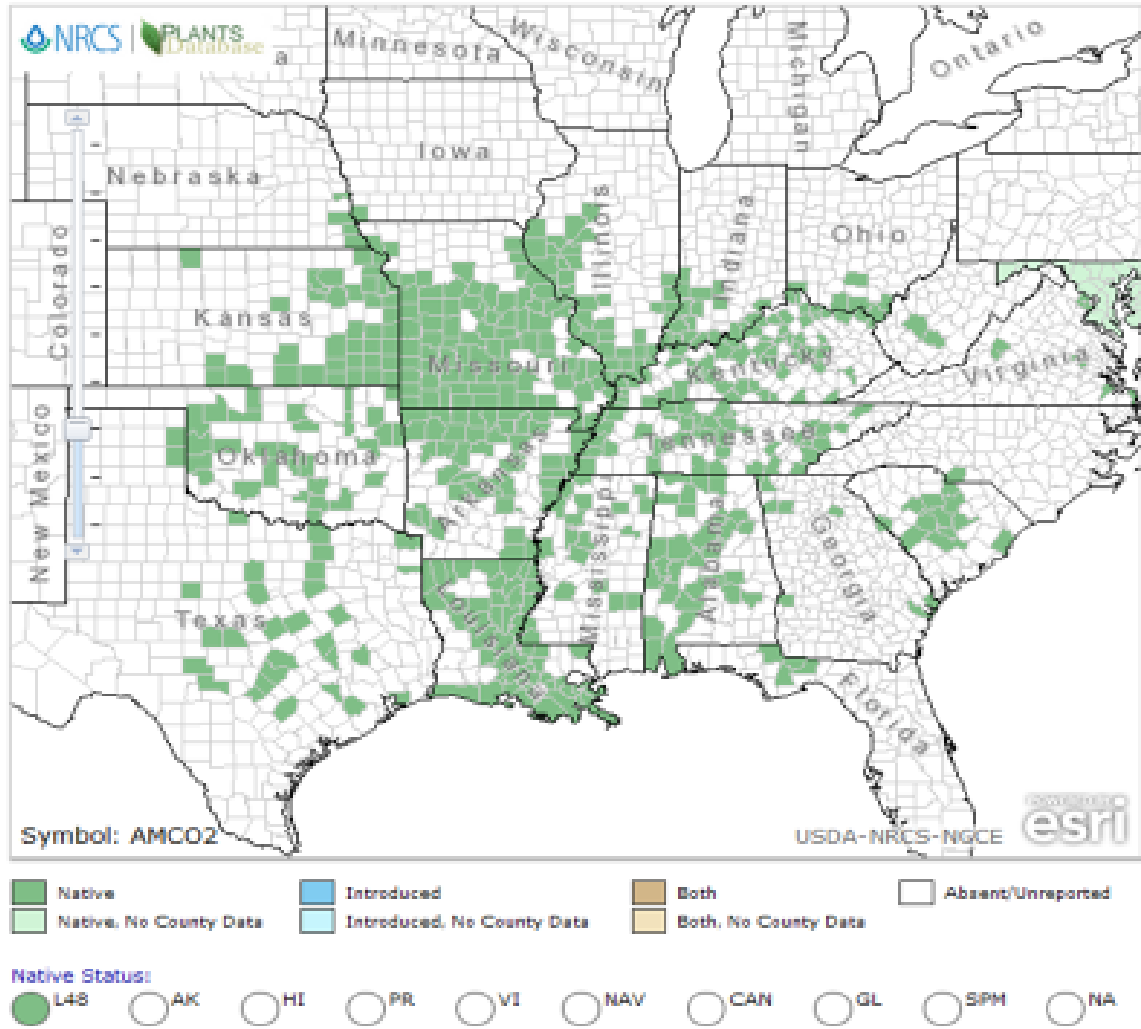 NRCS | PLANTS
Database
a
Minnesota
Wisconsin
Michigan
Ontario
Iowa
Nebraska
Illinois
Indiana
Ohio
Colorado
Kansas
Missouri
Kentucky
Virginia
New Mexico
Oklahoma
Arkansas
Tennessee
Mississippi
Alabama
Georgia
Texas
Louisiana
Florida
Symbol: AMCO2
USDA-NRCS-NGCE
esri
Native
Introduced
Both
Absent/Unreported
Native, No County Data
Introduced, No County Data
Both, No County Data
Native Status:
L48 AK HI PR VI NAV CAN GL SPM NA